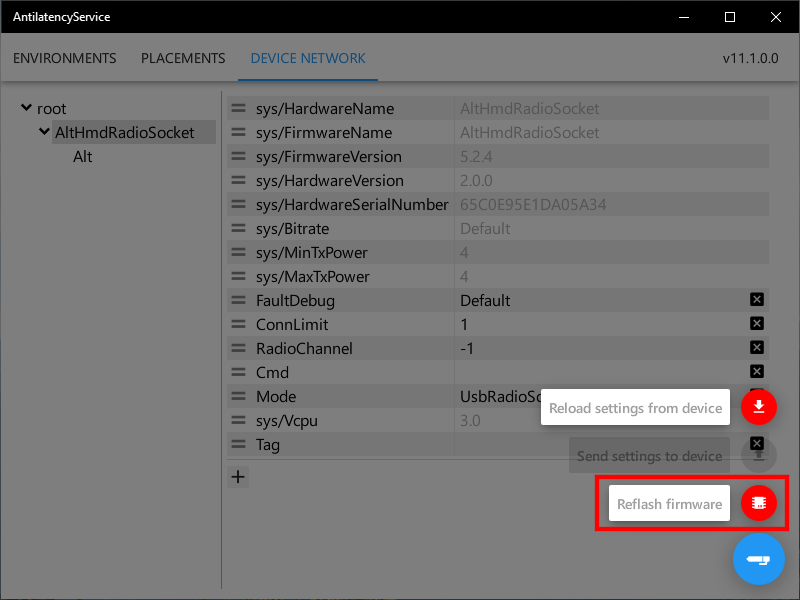 AntilatencyService
ENVIRONMENTS PLACEMENTS DEVICE NETWORK v11.1.0.0
root
AltHmdRadioSocket
Alt
sys/HardwareName AltHmdRadioSocket
sys/FirmwareName AltHmdRadioSocket
sys/FirmwareVersion 5.2.4
sys/HardwareVersion 2.0.0
sys/HardwareSerialNumber 65C0E95E1DA05A34
sys/Bitrate Default
sys/MinTxPower 4
sys/MaxTxPower 4
FaultDebug Default
ConnLimit 1
RadioChannel -1
Cmd
Mode UsbRadioSo
Reload settings from device
sys/Vcpu 3.0
Tag
Send settings to device
Reflash firmware